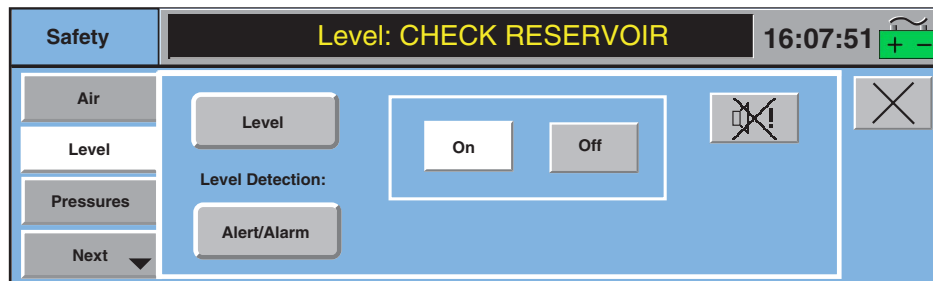 Safety
Level: CHECK RESERVOIR
16:07:51
+ −
Air
Level
Pressures
Next
Level
Level Detection:
Alert/Alarm
On
Off
!